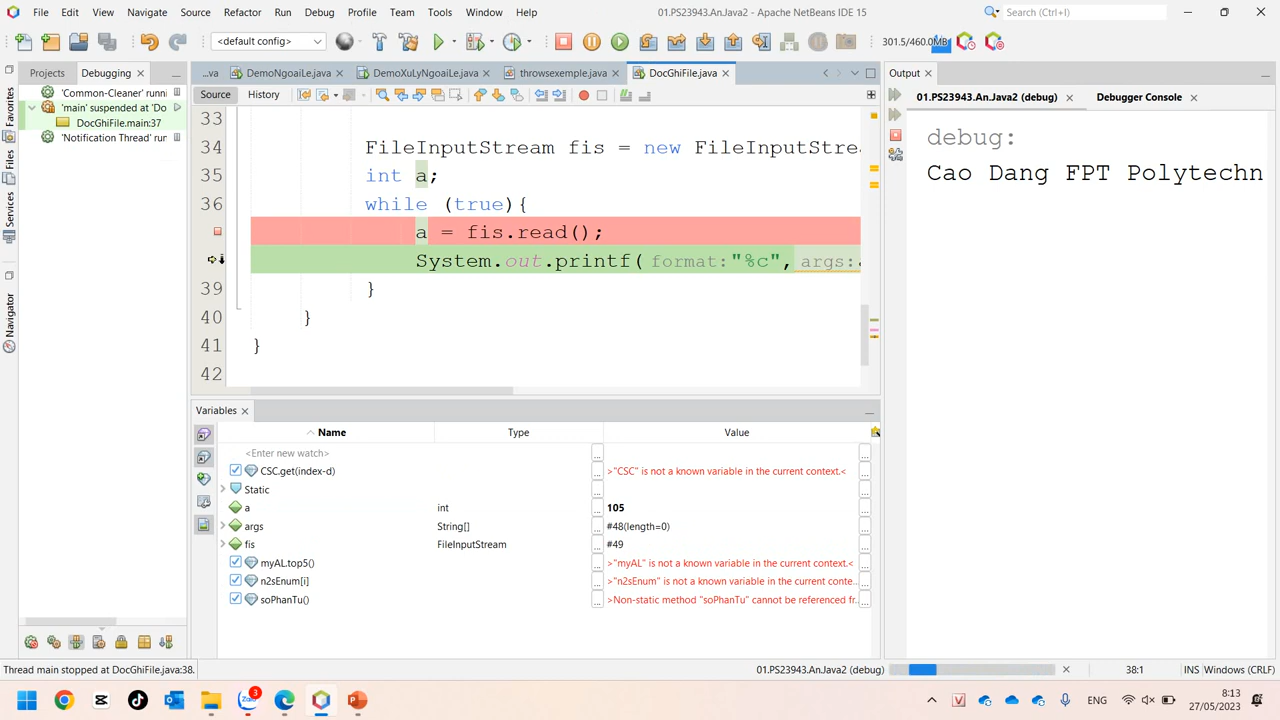 File Edit View Navigate Source Refactor Run Debug Profile Team Tools Window Help
01.PS23943.An.Java2 - Apache NetBeans IDE 15
Search (Ctrl+I)
<default config>
301.5/460.0MB
Projects Debugging
...va DemoNgoaiLe.java DemoXuLyNgoaiLe.java throwsexemple.java DocGhiFile.java
Output
Favorites
Files
Services
Navigator
'Common-Cleaner' runni
'main' suspended at 'Do
DocGhiFile.main:37
'Notification Thread' run
Source History
01.PS23943.An.Java2 (debug) Debugger Console
33
34 FileInputStream fis = new FileInputStrea
35 int a;
36 while (true){
a = fis.read();
System.out.printf( format: "%c", args:
39 }
40 }
41 }
42
debug:
Cao Dang FPT Polytechn
Variables
Name Type Value
<Enter new watch>
CSC.get(index-d) >"CSC" is not a known variable in the current context.<
Static
a int 105
args String[] #48(length=0)
fis FileInputStream #49
myAL.top5() >"myAL" is not a known variable in the current context.<
n2sEnum[i] >"n2sEnum" is not a known variable in the current conte...
soPhanTu() >Non-static method "soPhanTu" cannot be referenced fr...
Thread main stopped at DocGhiFile.java:38.
01.PS23943.An.Java2 (debug)
38:1
INS Windows (CRLF)
Zalo
3
ENG
8:13
27/05/2023